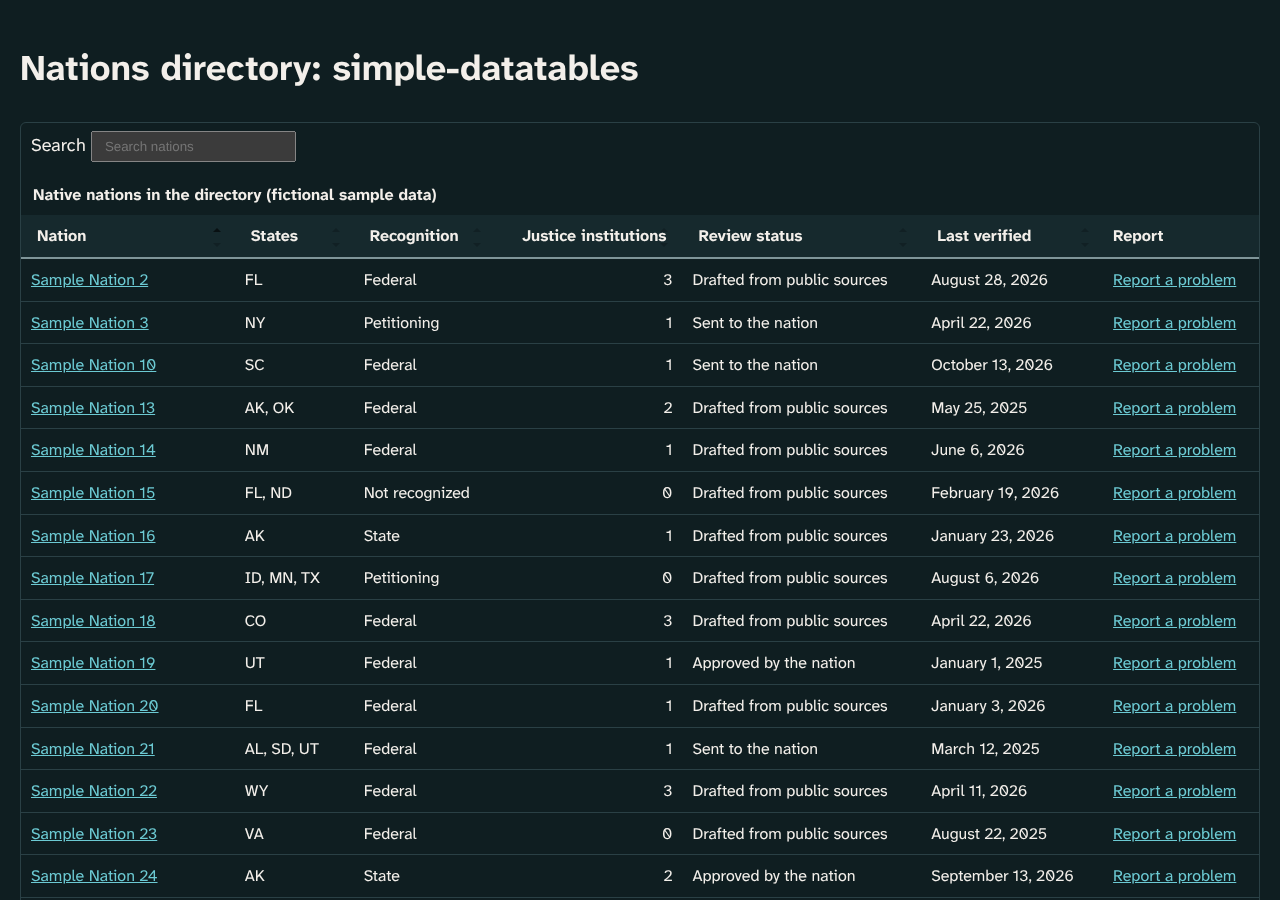 Nations directory: simple-datatables
Search Search nations
Native nations in the directory (fictional sample data)
Nation States Recognition Justice institutions Review status Last verified Report
Sample Nation 2 FL Federal 3 Drafted from public sources August 28, 2026 Report a problem
Sample Nation 3 NY Petitioning 1 Sent to the nation April 22, 2026 Report a problem
Sample Nation 10 SC Federal 1 Sent to the nation October 13, 2026 Report a problem
Sample Nation 13 AK, OK Federal 2 Drafted from public sources May 25, 2025 Report a problem
Sample Nation 14 NM Federal 1 Drafted from public sources June 6, 2026 Report a problem
Sample Nation 15 FL, ND Not recognized 0 Drafted from public sources February 19, 2026 Report a problem
Sample Nation 16 AK State 1 Drafted from public sources January 23, 2026 Report a problem
Sample Nation 17 ID, MN, TX Petitioning 0 Drafted from public sources August 6, 2026 Report a problem
Sample Nation 18 CO Federal 3 Drafted from public sources April 22, 2026 Report a problem
Sample Nation 19 UT Federal 1 Approved by the nation January 1, 2025 Report a problem
Sample Nation 20 FL Federal 1 Drafted from public sources January 3, 2026 Report a problem
Sample Nation 21 AL, SD, UT Federal 1 Sent to the nation March 12, 2025 Report a problem
Sample Nation 22 WY Federal 3 Drafted from public sources April 11, 2026 Report a problem
Sample Nation 23 VA Federal 0 Drafted from public sources August 22, 2025 Report a problem
Sample Nation 24 AK State 2 Approved by the nation September 13, 2026 Report a problem